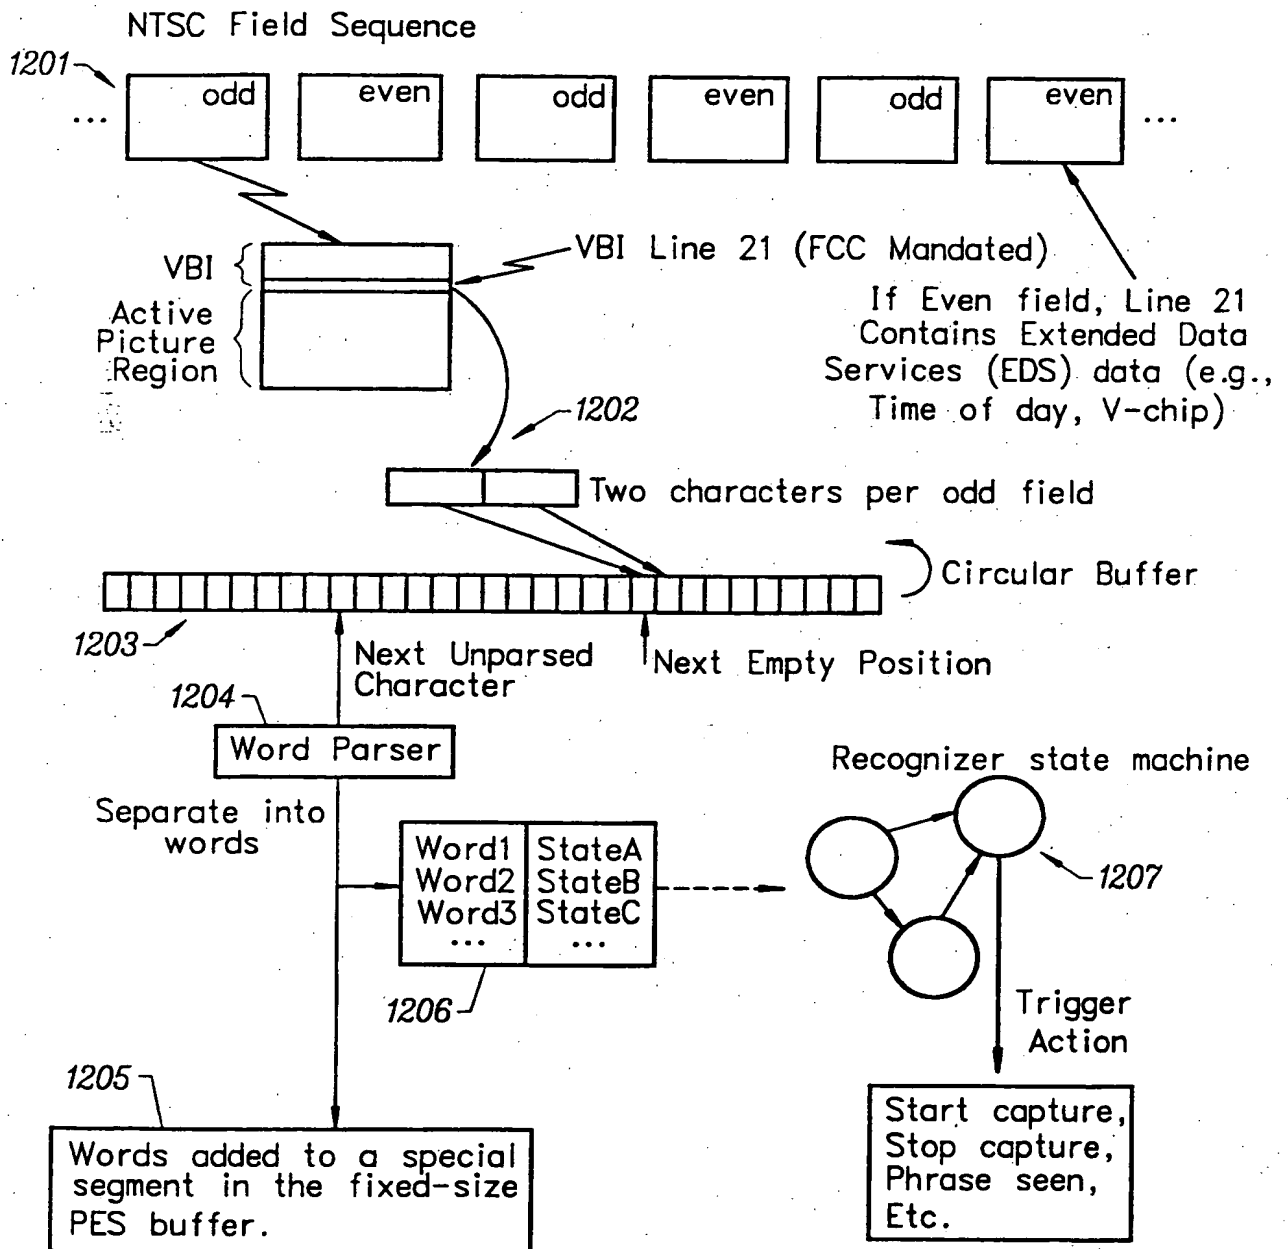 NTSC Field Sequence
1201
... odd even odd even odd even ...
VBI
VBI Line 21 (FCC Mandated)
Active
Picture
Region
If Even field, Line 21
Contains Extended Data
Services (EDS) data (e.g.,
Time of day, V-chip)
1202
Two characters per odd field
Circular Buffer
1203
Next Unparsed
Character
Next Empty Position
1204
Word Parser
Separate into
words
Word1 StateA
Word2 StateB
Word3 StateC
... ...
1206
Recognizer state machine
1207
Trigger
Action
1205
Words added to a special
segment in the fixed-size
PES buffer.
Start capture,
Stop capture,
Phrase seen,
Etc.